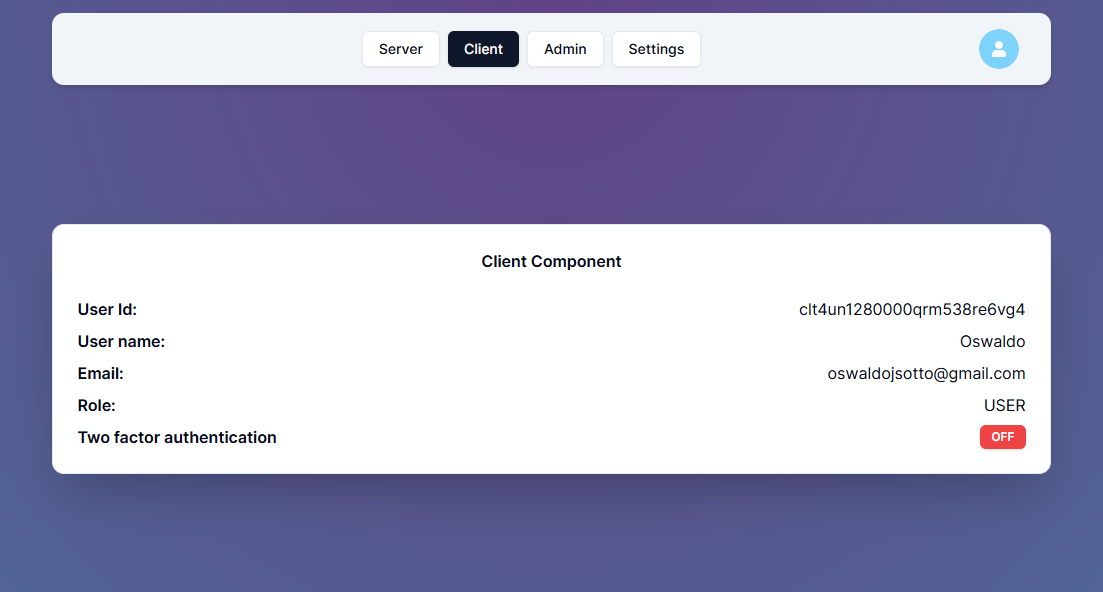 Server Client Admin Settings
Client Component
User Id: clt4un1280000qrm538re6vg4
User name: Oswaldo
Email: oswaldojsotto@gmail.com
Role: USER
Two factor authentication OFF